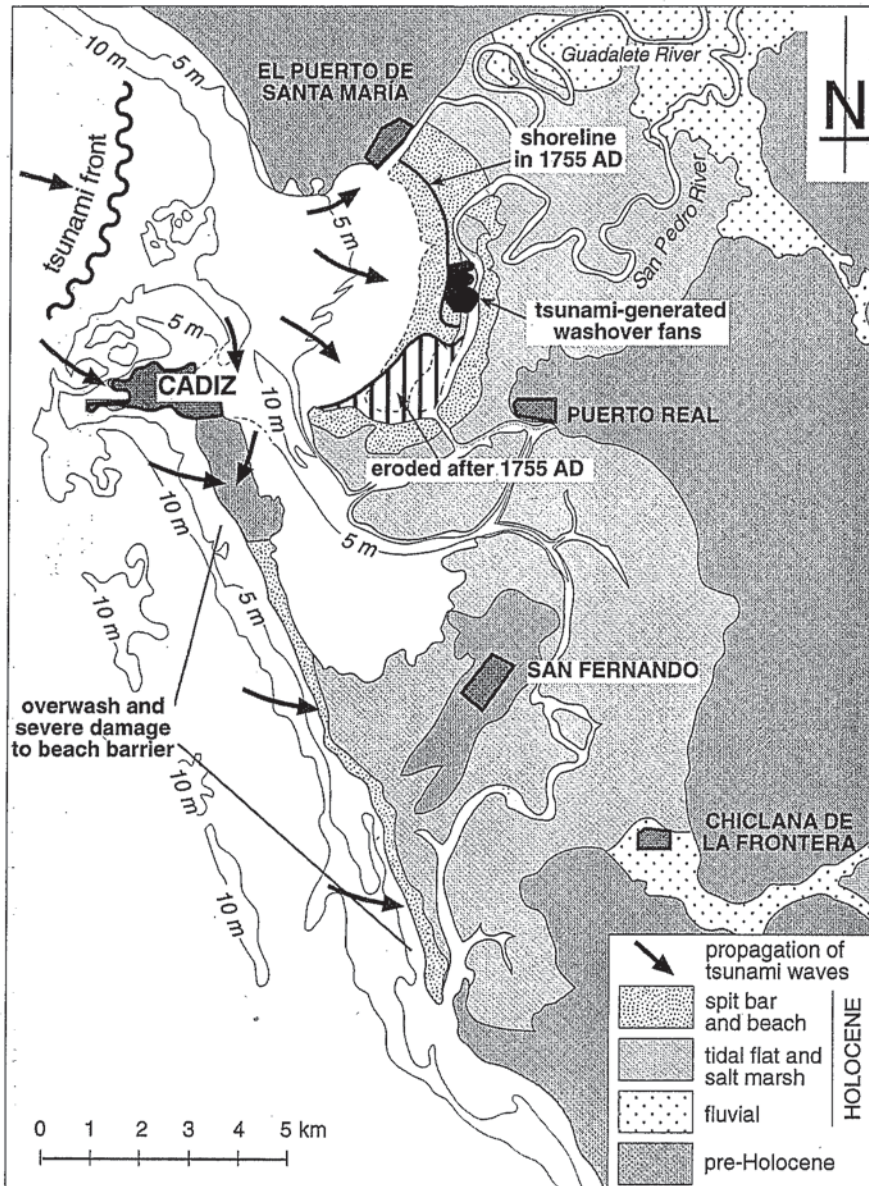 10 m
5 m
EL PUERTO DE
SANTA MARIA
Guadalete River
N
tsunami front
shoreline
in 1755 AD
5 m
San Pedro River
tsunami-generated
washover fans
5 m
CADIZ
10 m
PUERTO REAL
eroded after 1755 AD
10 m
5 m
5 m
10 m
SAN FERNANDO
overwash and
severe damage
to beach barrier
10 m
CHICLANA DE
LA FRONTERA
10 m
propagation of
tsunami waves
spit bar
and beach
tidal flat and
salt marsh
fluvial
HOLOCENE
pre-Holocene
0 1 2 3 4 5 km